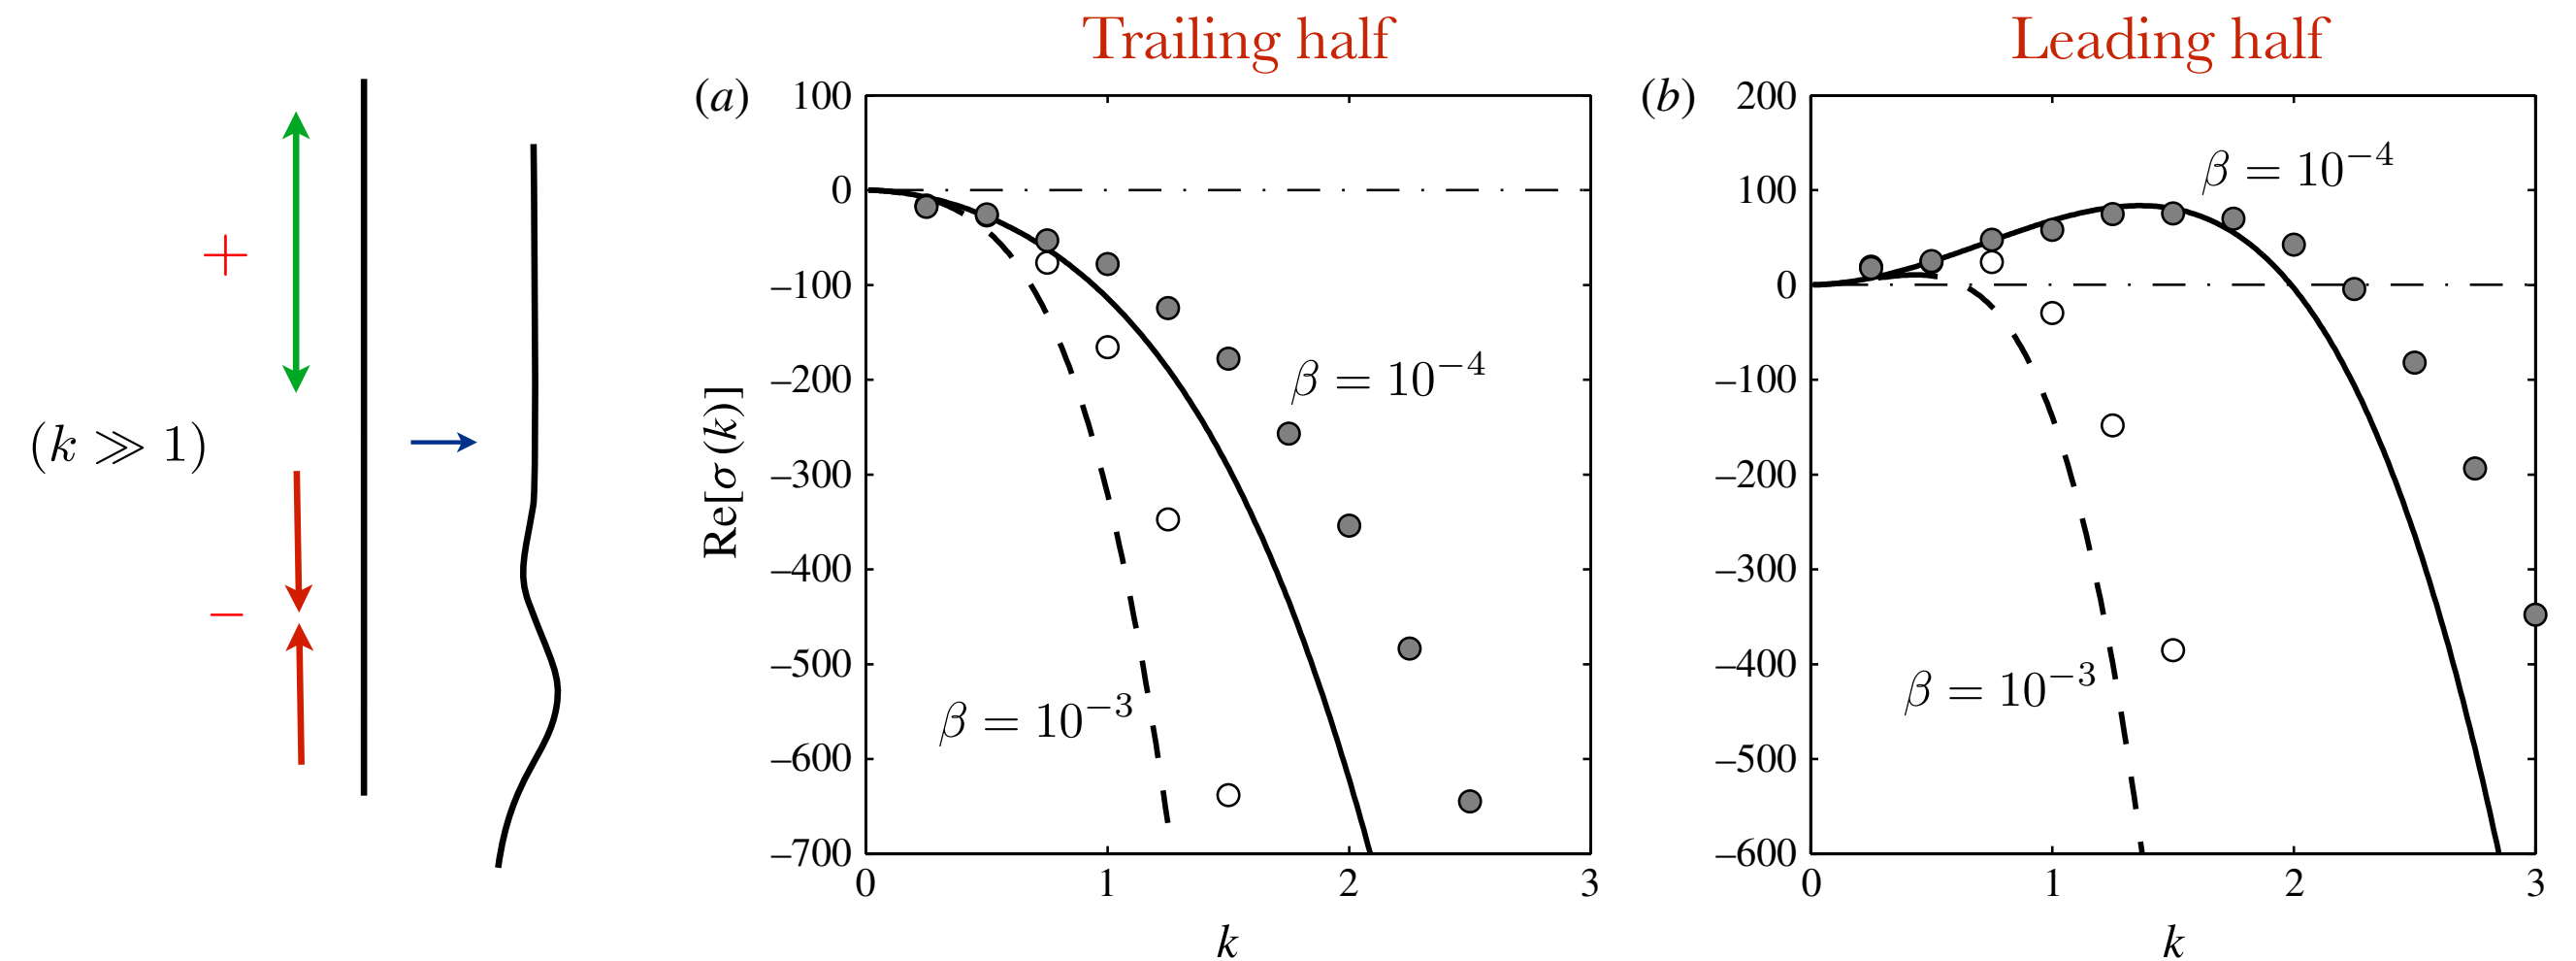 (k ≫ 1)
+
−
Trailing half
(a)
100
0
−100
−200
−300
−400
−500
−600
−700
Re[σ (k)]
β = 10⁻⁴
β = 10⁻³
0 1 2 3
k
Leading half
(b)
200
100
0
−100
−200
−300
−400
−500
−600
β = 10⁻⁴
β = 10⁻³
0 1 2 3
k